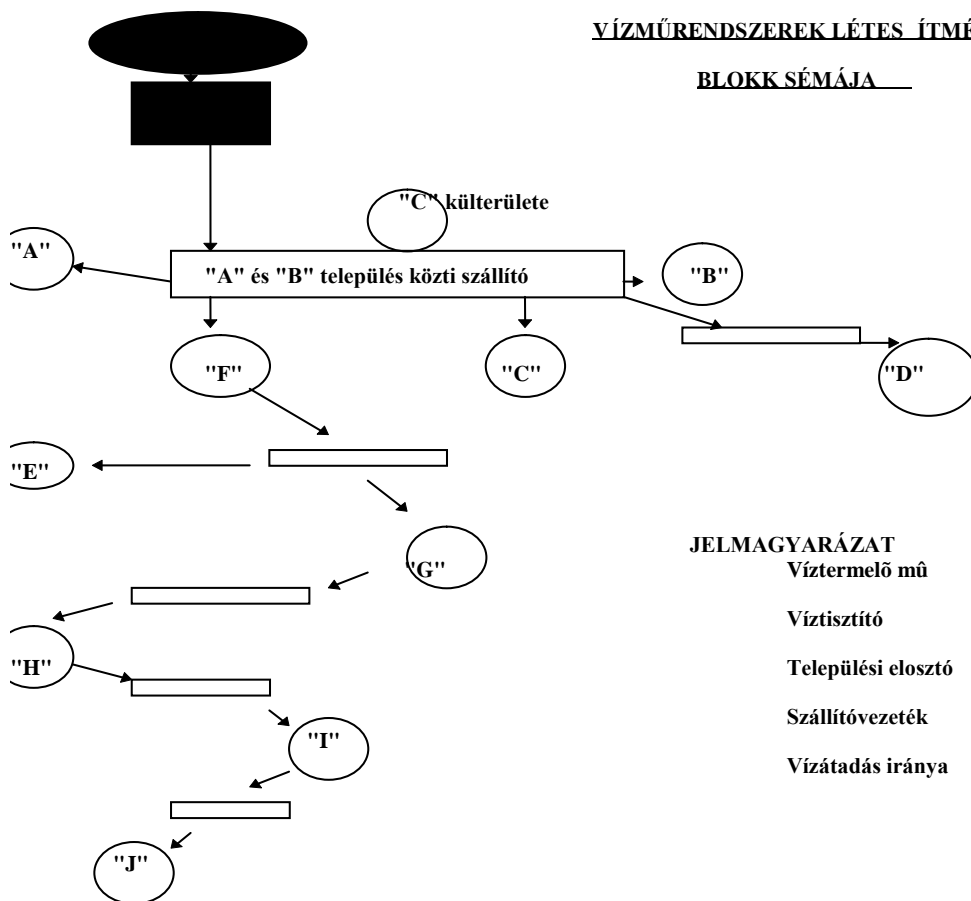 VÍZMŰRENDSZEREK LÉTES ÍTMÉ
BLOKK SÉMÁJA
"C" külterülete
"A"
"A" és "B" település közti szállító
"B"
"F"
"C"
"D"
"E"
"G"
JELMAGYARÁZAT
Víztermelõ mû
Víztisztító
"H"
Települési elosztó
Szállítóvezeték
"I"
Vízátadás iránya
"J"